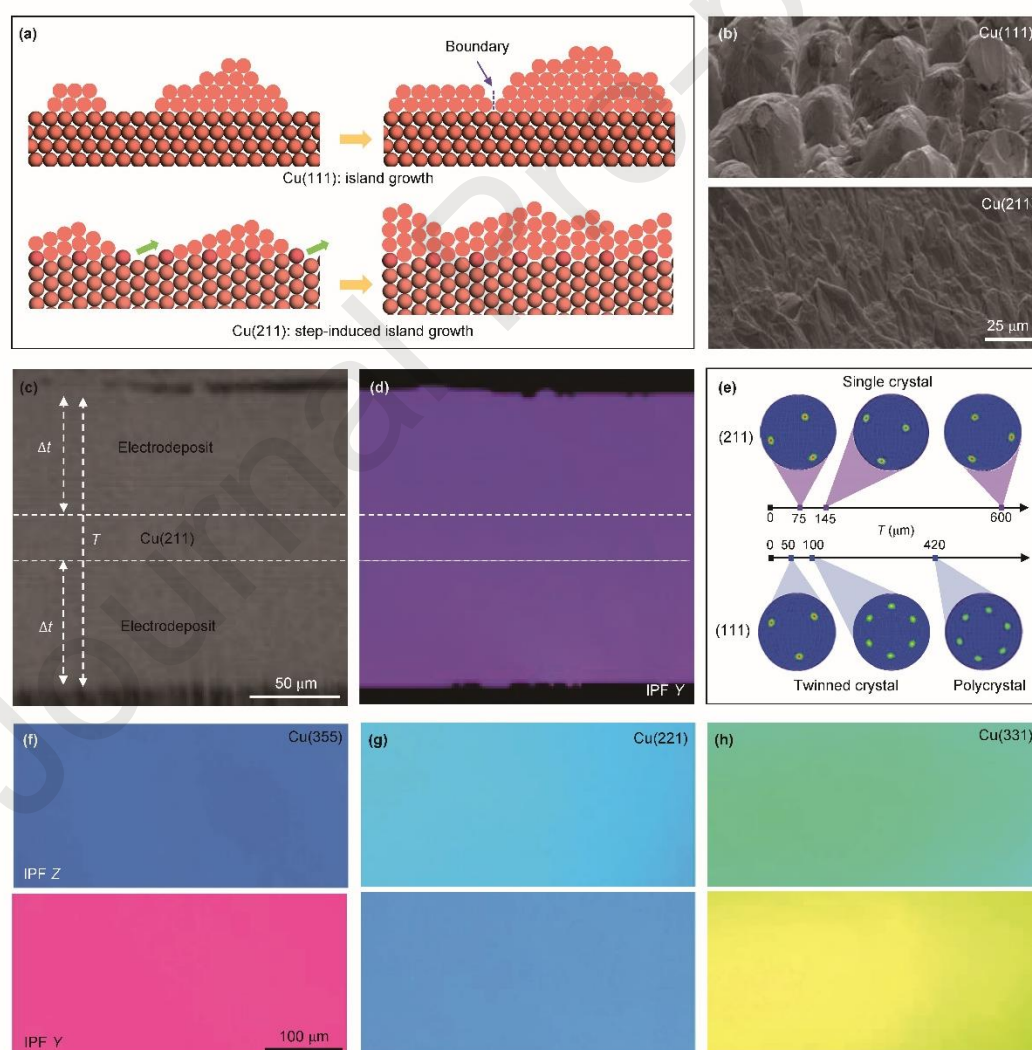 (a)
Boundary
Cu(111): island growth
Cu(211): step-induced island growth
(b)
Cu(111)
Cu(211
25 μm
(c)
Δt
Electrodeposit
T
Cu(211)
Δt
Electrodeposit
50 μm
(d)
IPF Y
(e)
Single crystal
(211)
0 75 145 600
T (μm)
0 50 100 420
(111)
Twinned crystal Polycrystal
(f) Cu(355)
IPF Z
IPF Y
100 μm
(g) Cu(221)
(h) Cu(331)
Journal Pre-